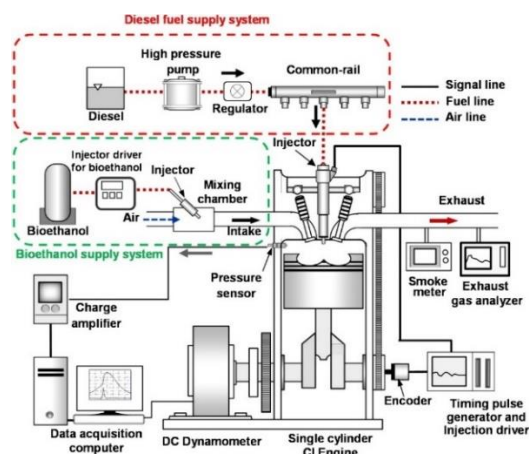 Diesel fuel supply system
High pressure
pump
Common-rail
Diesel
Regulator
Signal line
Fuel line
Air line
Injector driver
for bioethanol
Injector
Mixing
chamber
Injector
Air
Intake
Exhaust
Bioethanol
Bioethanol supply system
Pressure
sensor
Smoke
meter
Exhaust
gas analyzer
Charge
amplifier
Encoder
Timing pulse
generator and
Injection driver
Data acquisition
computer
DC Dynamometer
Single cylinder
CI Engine